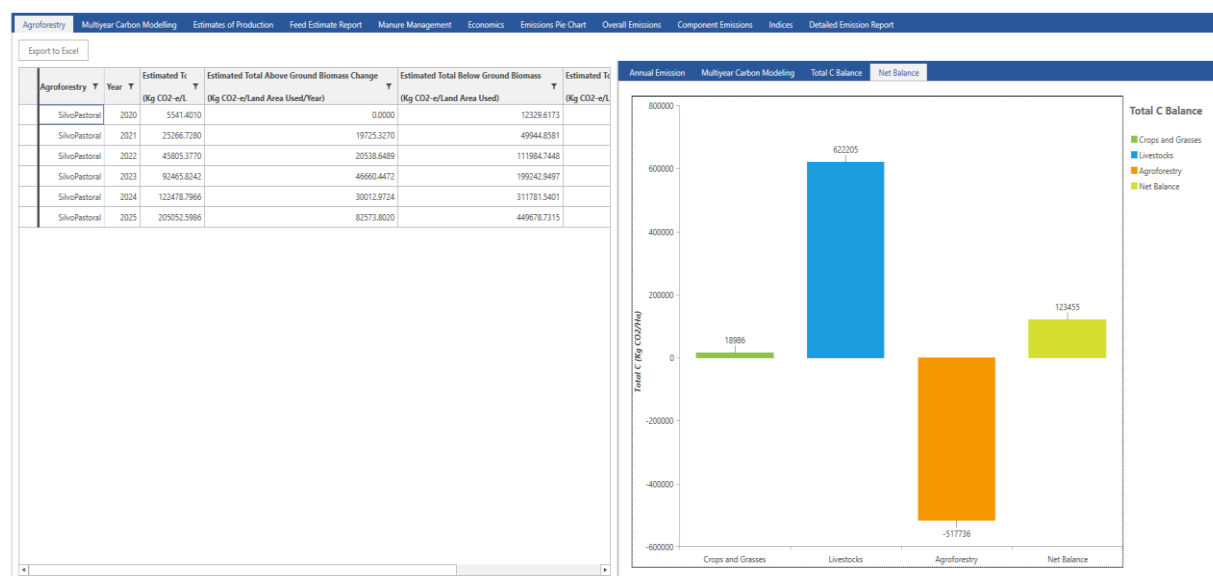 Agroforestry Multiyear Carbon Modelling Estimates of Production Feed Estimate Report Manure Management Economics Emissions Pie Chart Overall Emissions Component Emissions Indices Detailed Emission Report
Export to Excel
Agroforestry Year Estimated Tc (Kg CO2-e/L Estimated Total Above Ground Biomass Change (Kg CO2-e/Land Area Used/Year) Estimated Total Below Ground Biomass (Kg CO2-e/Land Area Used) Estimated Tc (Kg CO2-e/L
SilvoPastoral 2020 5541.4010 0.0000 12329.6173
SilvoPastoral 2021 25266.7280 19725.3270 49944.8581
SilvoPastoral 2022 45805.3770 20538.6489 111984.7448
SilvoPastoral 2023 92465.8242 46660.4472 199242.9497
SilvoPastoral 2024 122478.7966 30012.9724 311781.5401
SilvoPastoral 2025 205052.5986 82573.8020 449678.7315
Annual Emission Multiyear Carbon Modeling Total C Balance Net Balance
Total C Balance
Crops and Grasses
Livestocks
Agroforestry
Net Balance
Total C (Kg CO2/Ha)
800000
600000
400000
200000
0
-200000
-400000
-600000
18986
622205
-517736
123455
Crops and Grasses Livestocks Agroforestry Net Balance